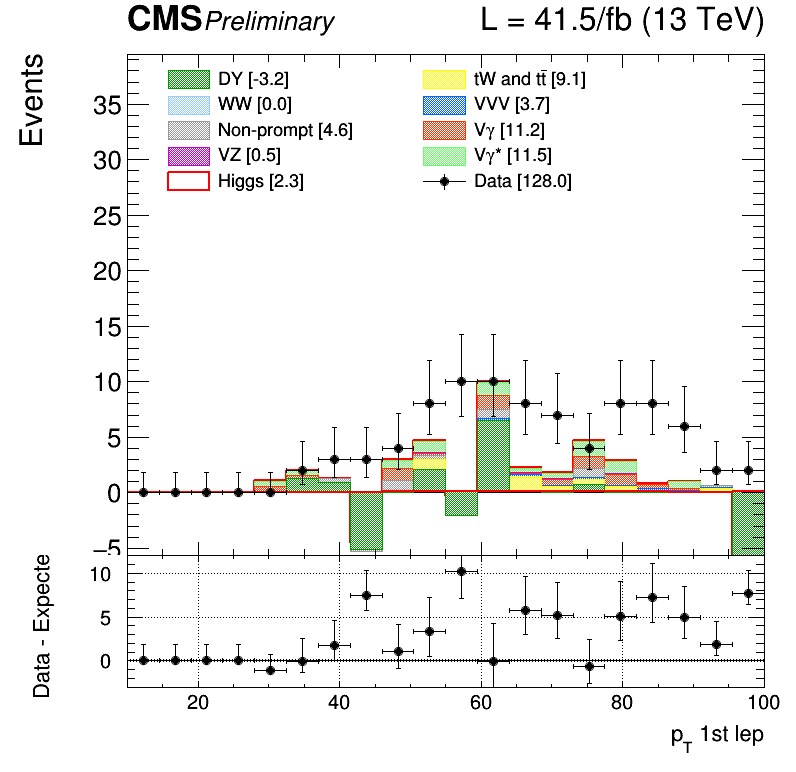 CMS Preliminary L = 41.5/fb (13 TeV)
Events
DY [-3.2]
WW [0.0]
Non-prompt [4.6]
VZ [0.5]
Higgs [2.3]
tW and tt̄ [9.1]
VVV [3.7]
Vγ [11.2]
Vγ* [11.5]
Data [128.0]
35
30
25
20
15
10
5
0
−5
Data - Expecte
10
5
0
20 40 60 80 100
p_T 1st lep